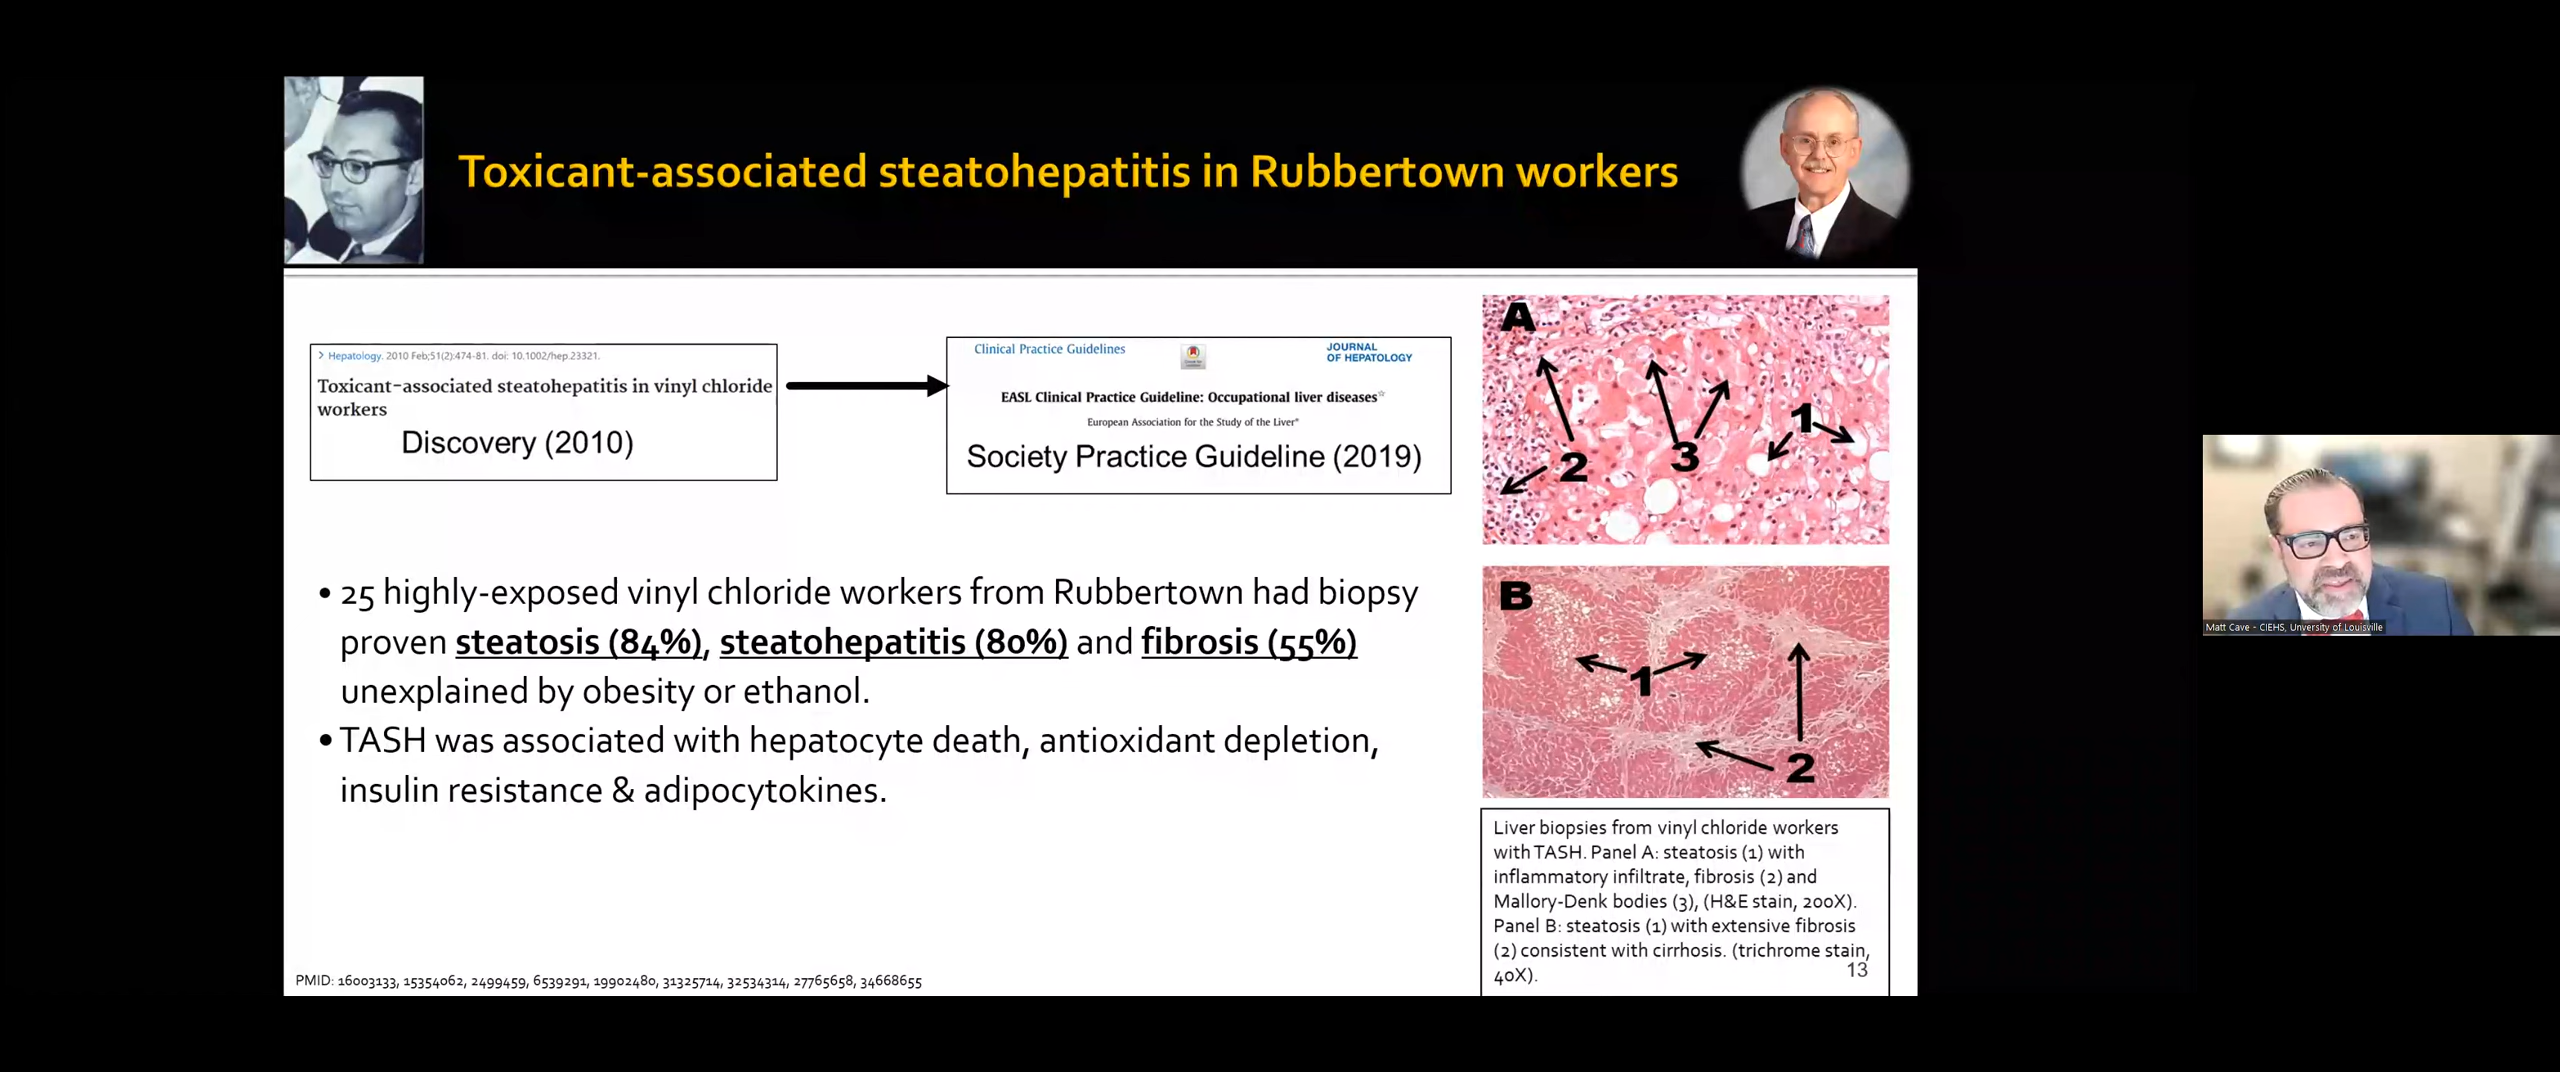 Toxicant-associated steatohepatitis in Rubbertown workers
> Hepatology. 2010 Feb;51(2):474-81. doi: 10.1002/hep.23321.
Toxicant-associated steatohepatitis in vinyl chloride
workers
Discovery (2010)
Clinical Practice Guidelines
JOURNAL
OF HEPATOLOGY
EASL Clinical Practice Guideline: Occupational liver diseases☆
European Association for the Study of the Liver*
Society Practice Guideline (2019)
A
1
2
3
B
1
2
• 25 highly-exposed vinyl chloride workers from Rubbertown had biopsy
proven steatosis (84%), steatohepatitis (80%) and fibrosis (55%)
unexplained by obesity or ethanol.
• TASH was associated with hepatocyte death, antioxidant depletion,
insulin resistance & adipocytokines.
Liver biopsies from vinyl chloride workers
with TASH. Panel A: steatosis (1) with
inflammatory infiltrate, fibrosis (2) and
Mallory-Denk bodies (3), (H&E stain, 200X).
Panel B: steatosis (1) with extensive fibrosis
(2) consistent with cirrhosis. (trichrome stain,
40X).
13
PMID: 16003133, 15354062, 2499459, 6539291, 19902480, 31325714, 32534314, 27765658, 34668655
Matt Cave - CIEHS, Unversity of Louisville